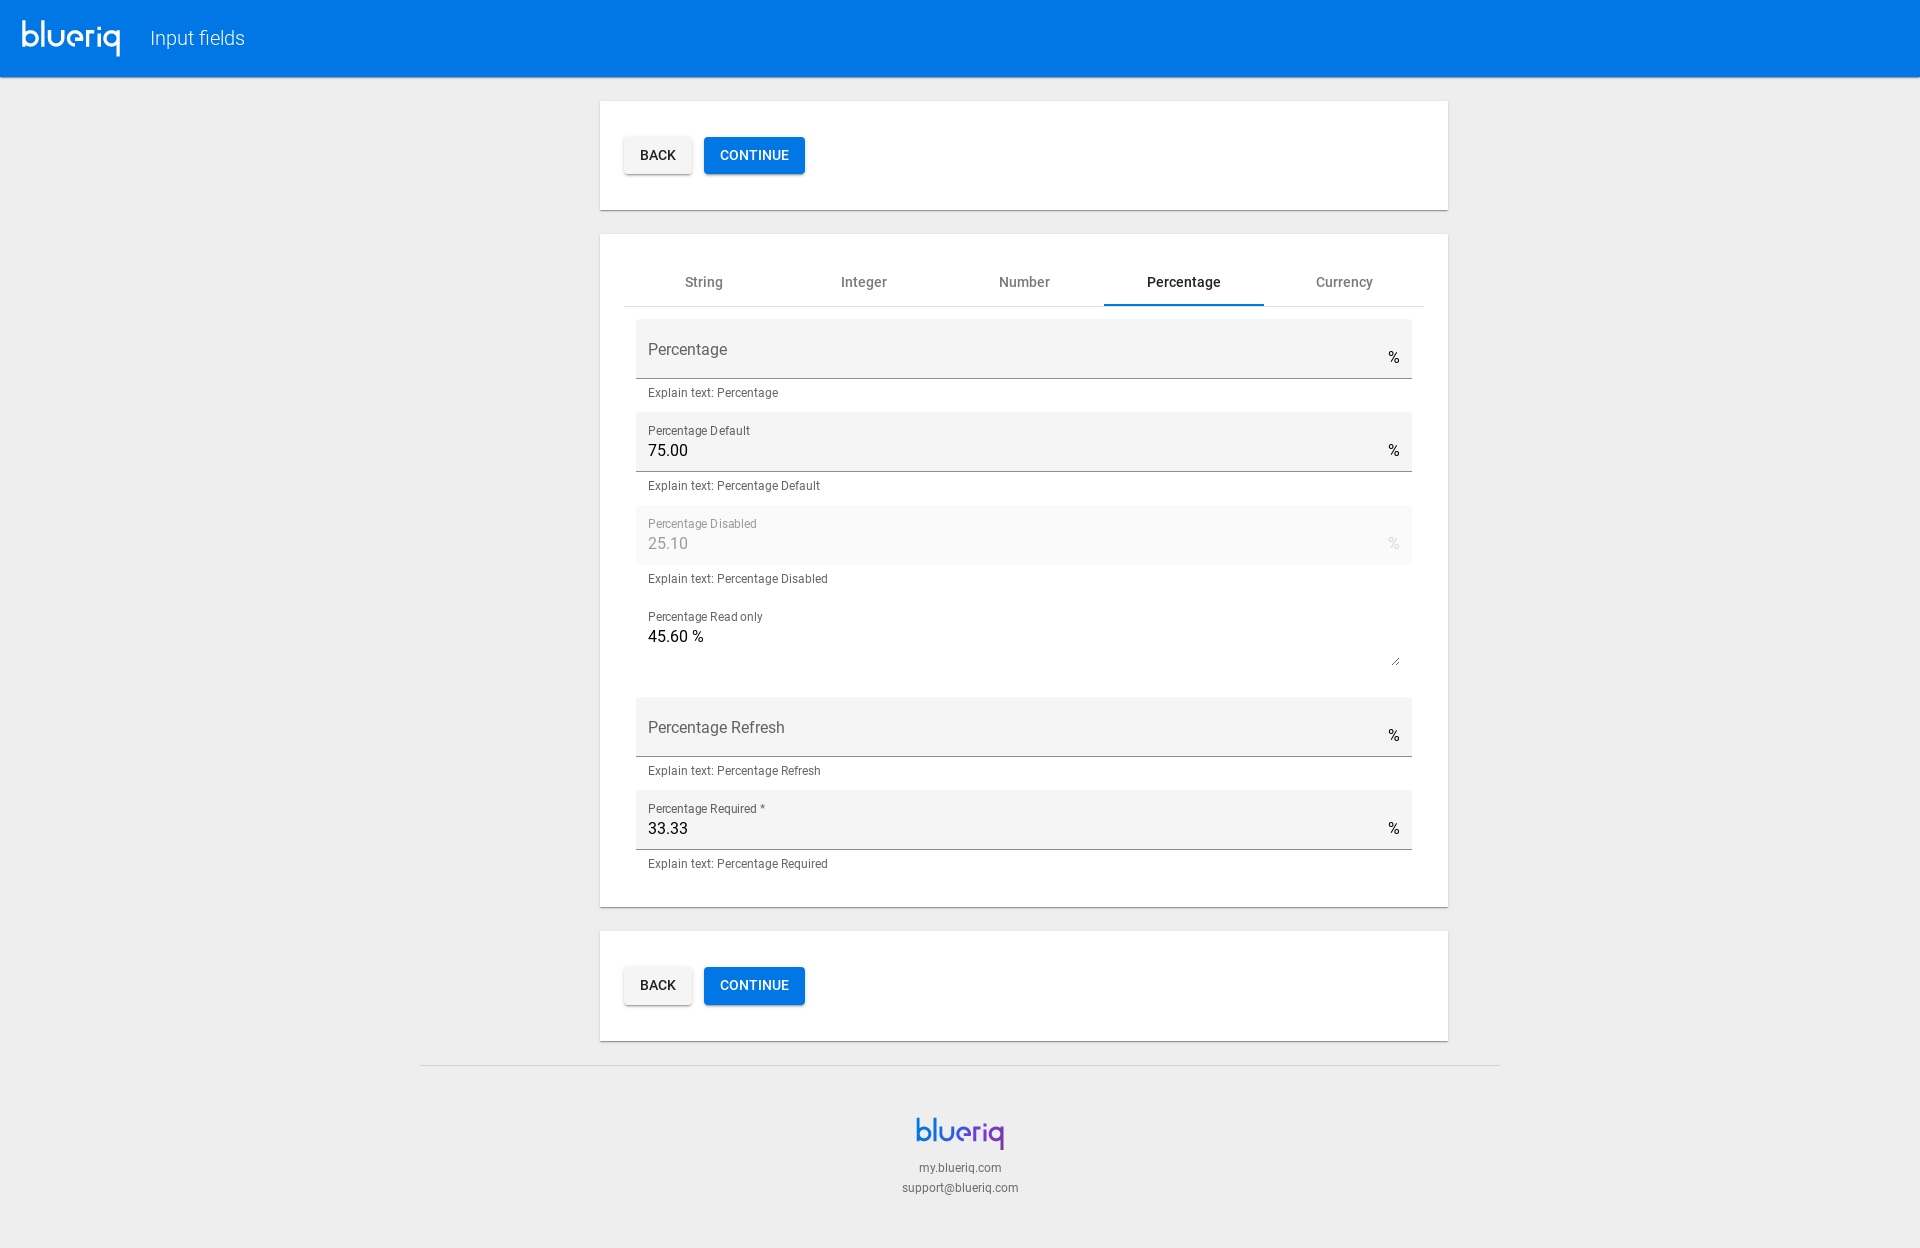 blueriq Input fields
BACK CONTINUE
String Integer Number Percentage Currency
Percentage %
Explain text: Percentage
Percentage Default
75.00 %
Explain text: Percentage Default
Percentage Disabled
25.10 %
Explain text: Percentage Disabled
Percentage Read only
45.60 %
Percentage Refresh %
Explain text: Percentage Refresh
Percentage Required *
33.33 %
Explain text: Percentage Required
BACK CONTINUE
blueriq
my.blueriq.com
support@blueriq.com